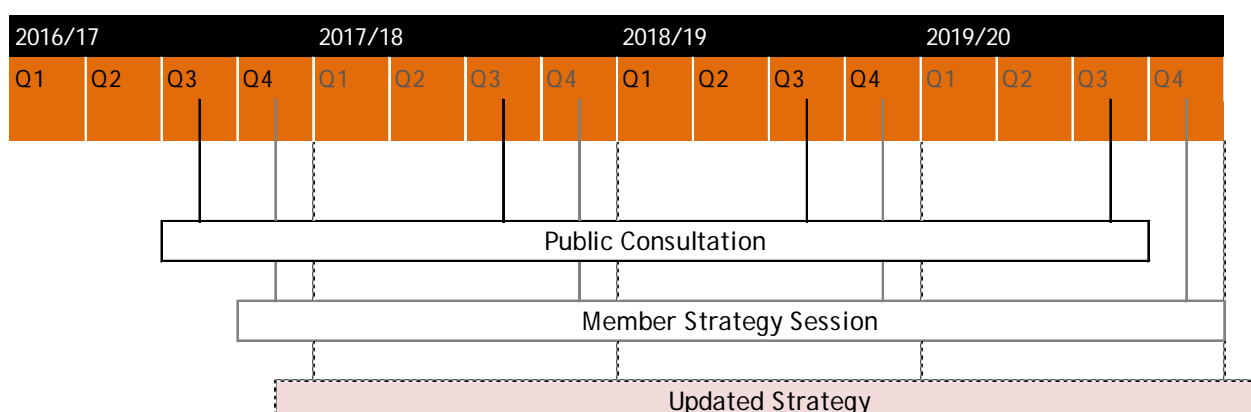 2016/17 2017/18 2018/19 2019/20
Q1 Q2 Q3 Q4 Q1 Q2 Q3 Q4 Q1 Q2 Q3 Q4 Q1 Q2 Q3 Q4
Public Consultation
Member Strategy Session
Updated Strategy